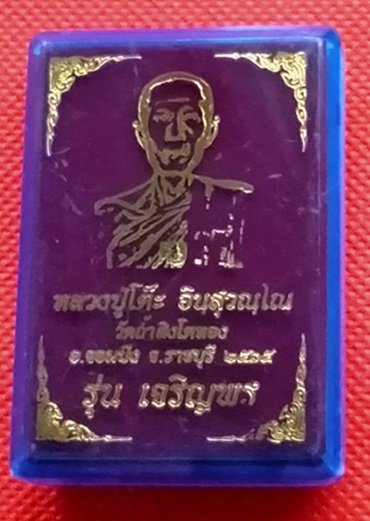 หลวงปู่โต๊ะ อินฺสุวณฺโณ
วัดถ้ำสิงโตทอง
อ.จอมบึง จ.ราชบุรี ๒๕๖๕
รุ่น เจริญพร